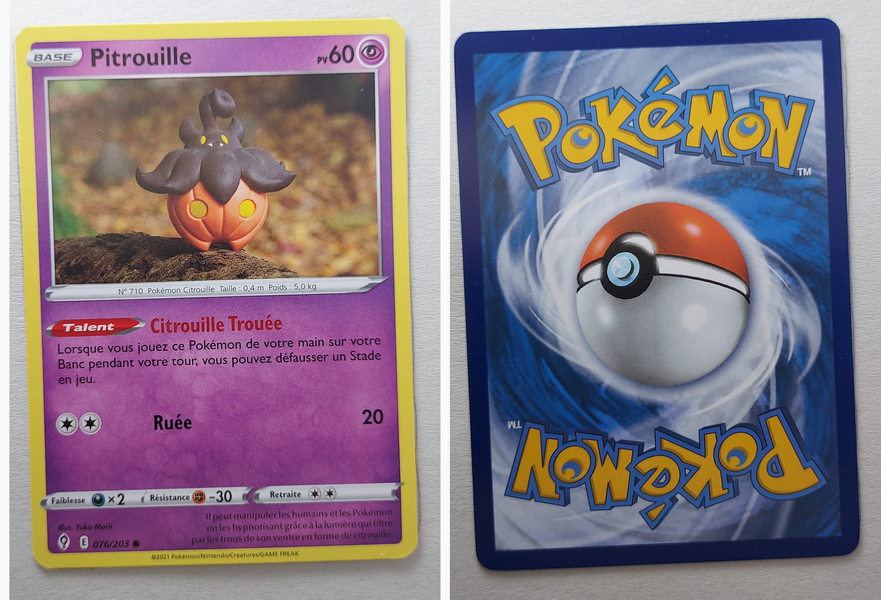 BASE Pitrouille PV60
N° 710 Pokémon Citrouille Taille : 0,4 m Poids : 5,0 kg
Talent Citrouille Trouée
Lorsque vous jouez ce Pokémon de votre main sur votre
Banc pendant votre tour, vous pouvez défausser un Stade
en jeu.
Ruée 20
Faiblesse ×2 Résistance -30 Retraite
Illus. Yuka Morii
Il peut manipuler les humains et les Pokémon
en les hypnotisant grâce à la lumière qui filtre
par les trous de son ventre en forme de citrouille.
E 076/203
©2021 Pokémon/Nintendo/Creatures/GAME FREAK
POKéMON
TM
TM
POKéMON